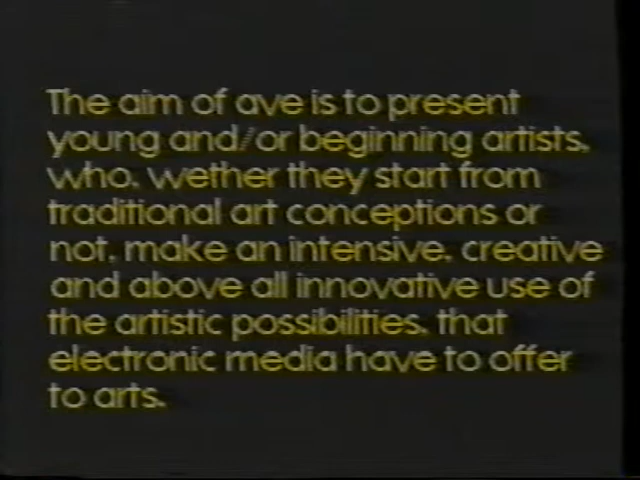 The aim of ave is to present
young and/or beginning artists,
who, wether they start from
traditional art conceptions or
not, make an intensive, creative
and above all innovative use of
the artistic possibilities, that
electronic media have to offer
to arts.